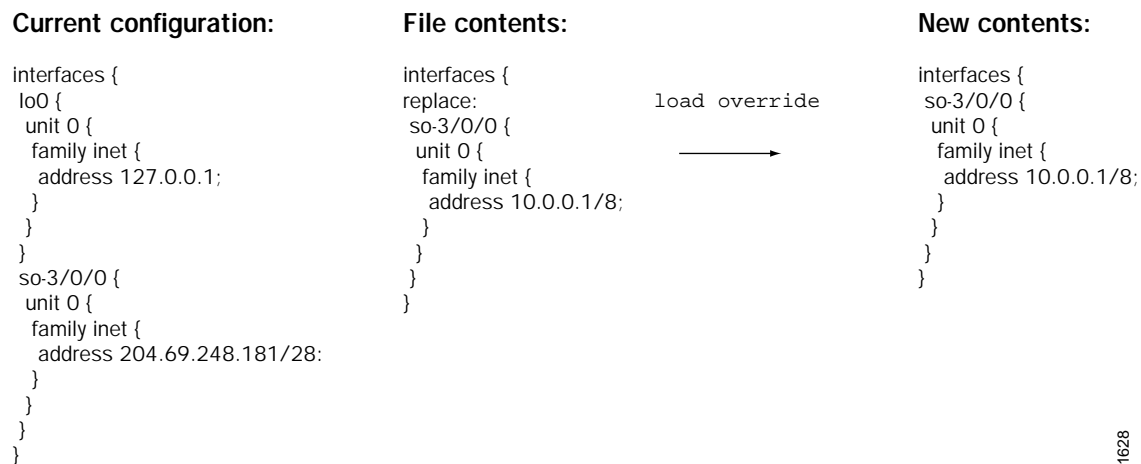 Current configuration:
interfaces {
lo0 {
unit 0 {
family inet {
address 127.0.0.1;
}
}
}
so-3/0/0 {
unit 0 {
family inet {
address 204.69.248.181/28:
}
}
}
}
File contents:
interfaces {
replace:
so-3/0/0 {
unit 0 {
family inet {
address 10.0.0.1/8;
}
}
}
}
load override
New contents:
interfaces {
so-3/0/0 {
unit 0 {
family inet {
address 10.0.0.1/8;
}
}
}
}
1628